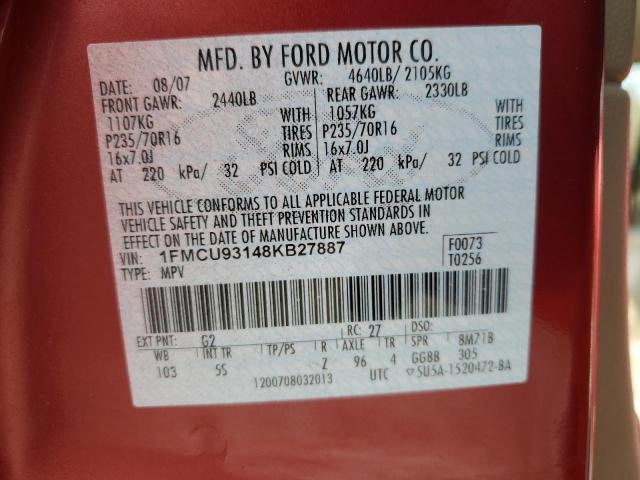 MFD. BY FORD MOTOR CO.
DATE: 08/07 GVWR: 4640LB/ 2105KG
FRONT GAWR: 2440LB REAR GAWR: 2330LB
1107KG WITH 1057KG WITH
P235/70R16 TIRES P235/70R16 TIRES
16x7.0J RIMS 16x7.0J RIMS
AT 220 kPa/ 32 PSI COLD AT 220 kPa/ 32 PSI COLD
THIS VEHICLE CONFORMS TO ALL APPLICABLE FEDERAL MOTOR
VEHICLE SAFETY AND THEFT PREVENTION STANDARDS IN
EFFECT ON THE DATE OF MANUFACTURE SHOWN ABOVE.
VIN: 1FMCU93148KB27887 F0073
TYPE: MPV T0256
EXT PNT: G2 RC: 27 DSO:
WB INT TR TP/PS R AXLE TR SPR 8M71B
103 5S Z 96 4 GGBB 305
1200708032013 UTC 5U5A-1520472-BA